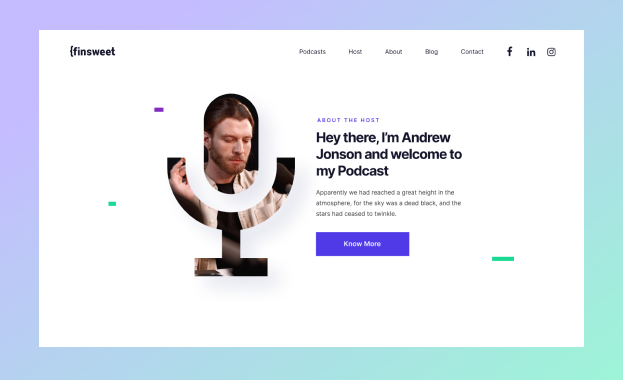 {finsweet
Podcasts Host About Blog Contact
ABOUT THE HOST
Hey there, I'm Andrew
Jonson and welcome to
my Podcast
Apparently we had reached a great height in the
atmosphere, for the sky was a dead black, and the
stars had ceased to twinkle.
Know More